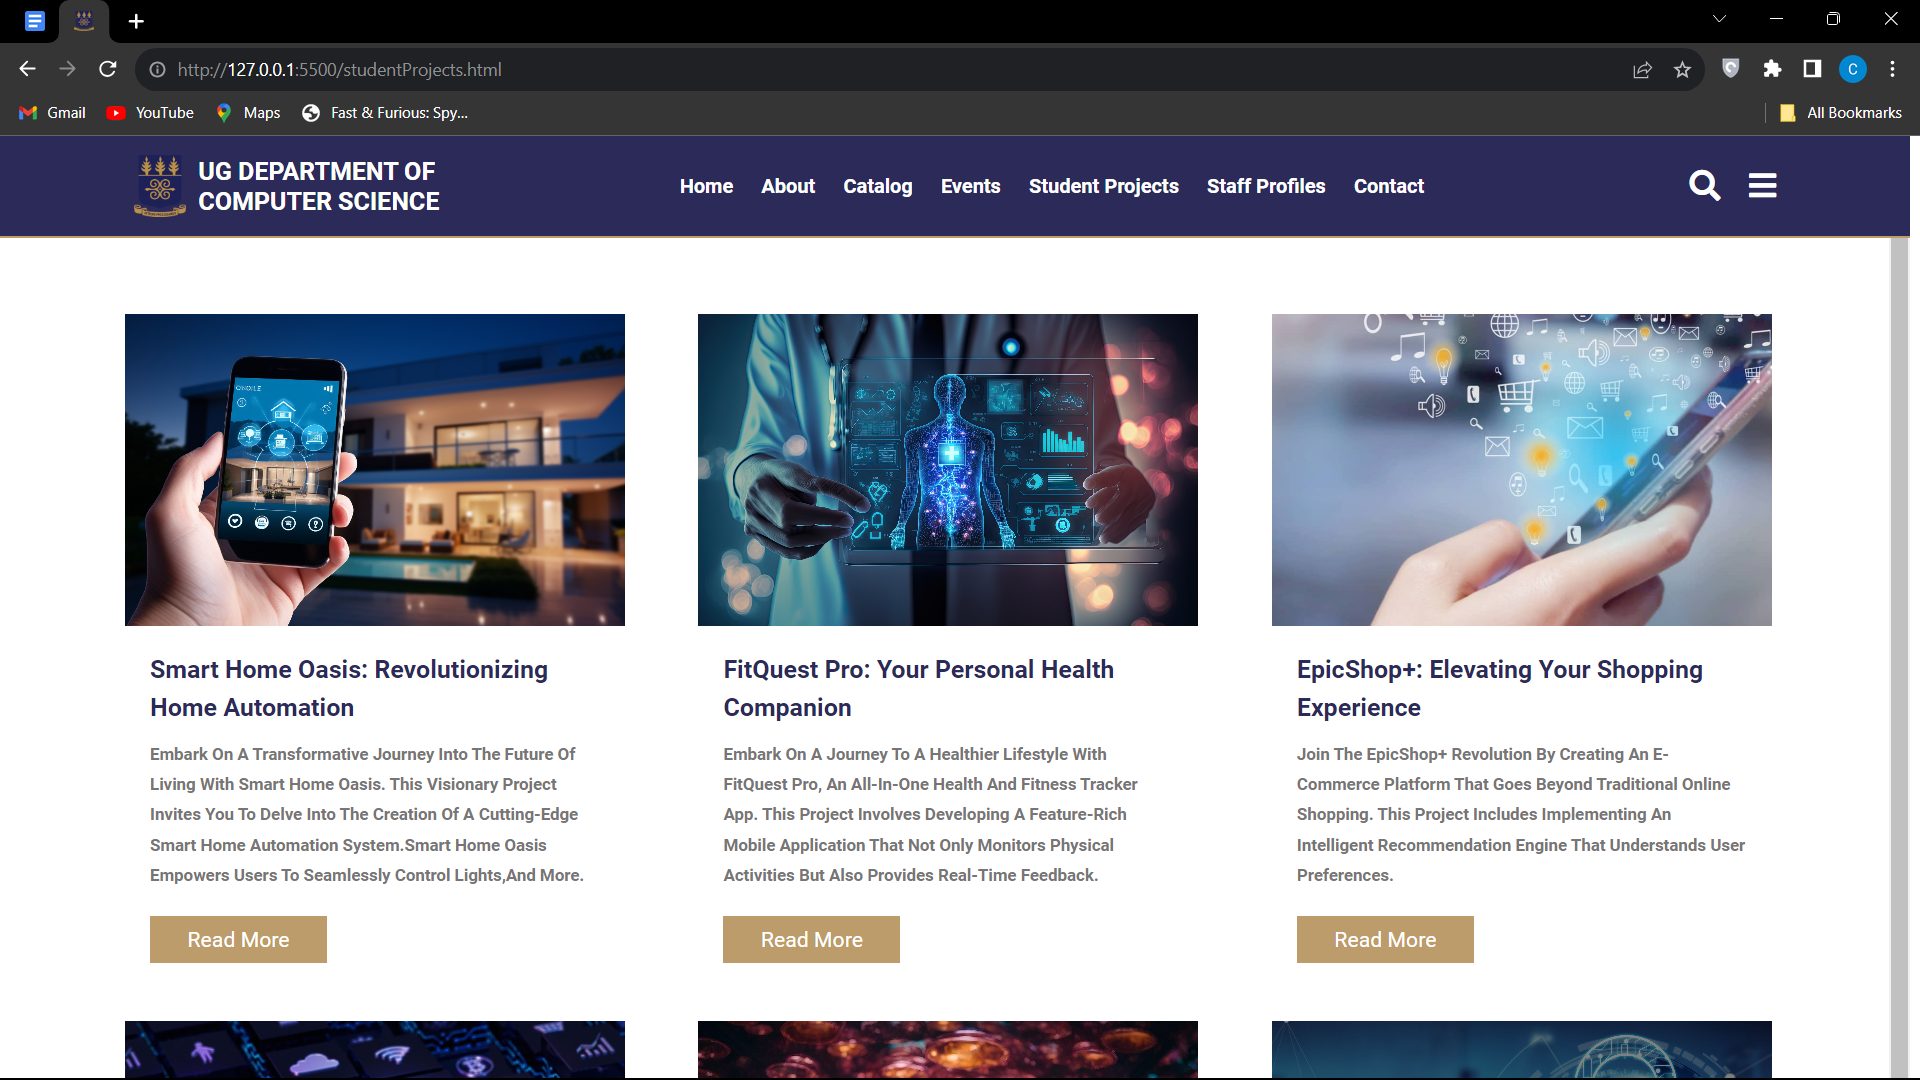 http://127.0.0.1:5500/studentProjects.html
C
Gmail YouTube Maps Fast & Furious: Spy... All Bookmarks
UG DEPARTMENT OF
COMPUTER SCIENCE
Home About Catalog Events Student Projects Staff Profiles Contact
Smart Home Oasis: Revolutionizing
Home Automation
Embark On A Transformative Journey Into The Future Of
Living With Smart Home Oasis. This Visionary Project
Invites You To Delve Into The Creation Of A Cutting-Edge
Smart Home Automation System.Smart Home Oasis
Empowers Users To Seamlessly Control Lights,And More.
Read More
FitQuest Pro: Your Personal Health
Companion
Embark On A Journey To A Healthier Lifestyle With
FitQuest Pro, An All-In-One Health And Fitness Tracker
App. This Project Involves Developing A Feature-Rich
Mobile Application That Not Only Monitors Physical
Activities But Also Provides Real-Time Feedback.
Read More
EpicShop+: Elevating Your Shopping
Experience
Join The EpicShop+ Revolution By Creating An E-
Commerce Platform That Goes Beyond Traditional Online
Shopping. This Project Includes Implementing An
Intelligent Recommendation Engine That Understands User
Preferences.
Read More